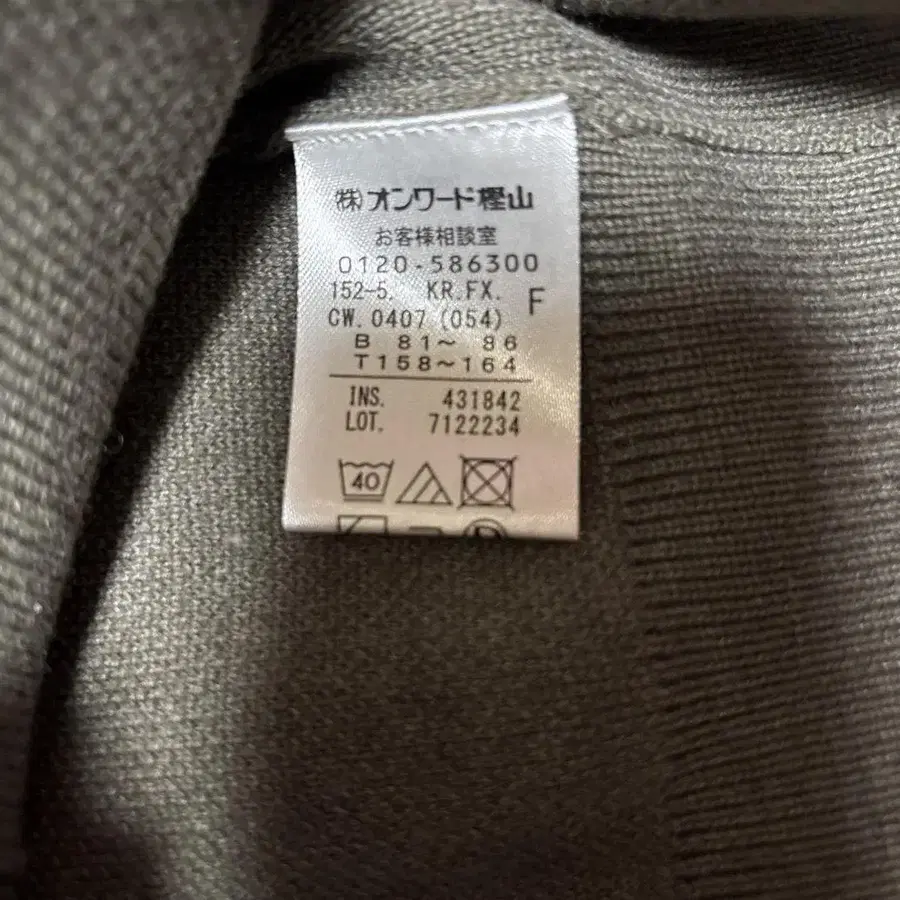 (株)オンワード樫山
お客様相談室
0120-586300
152-5. KR.FX. F
CW. 0407 (054)
B 81〜 86
T158〜164
INS. 431842
LOT. 7122234
40